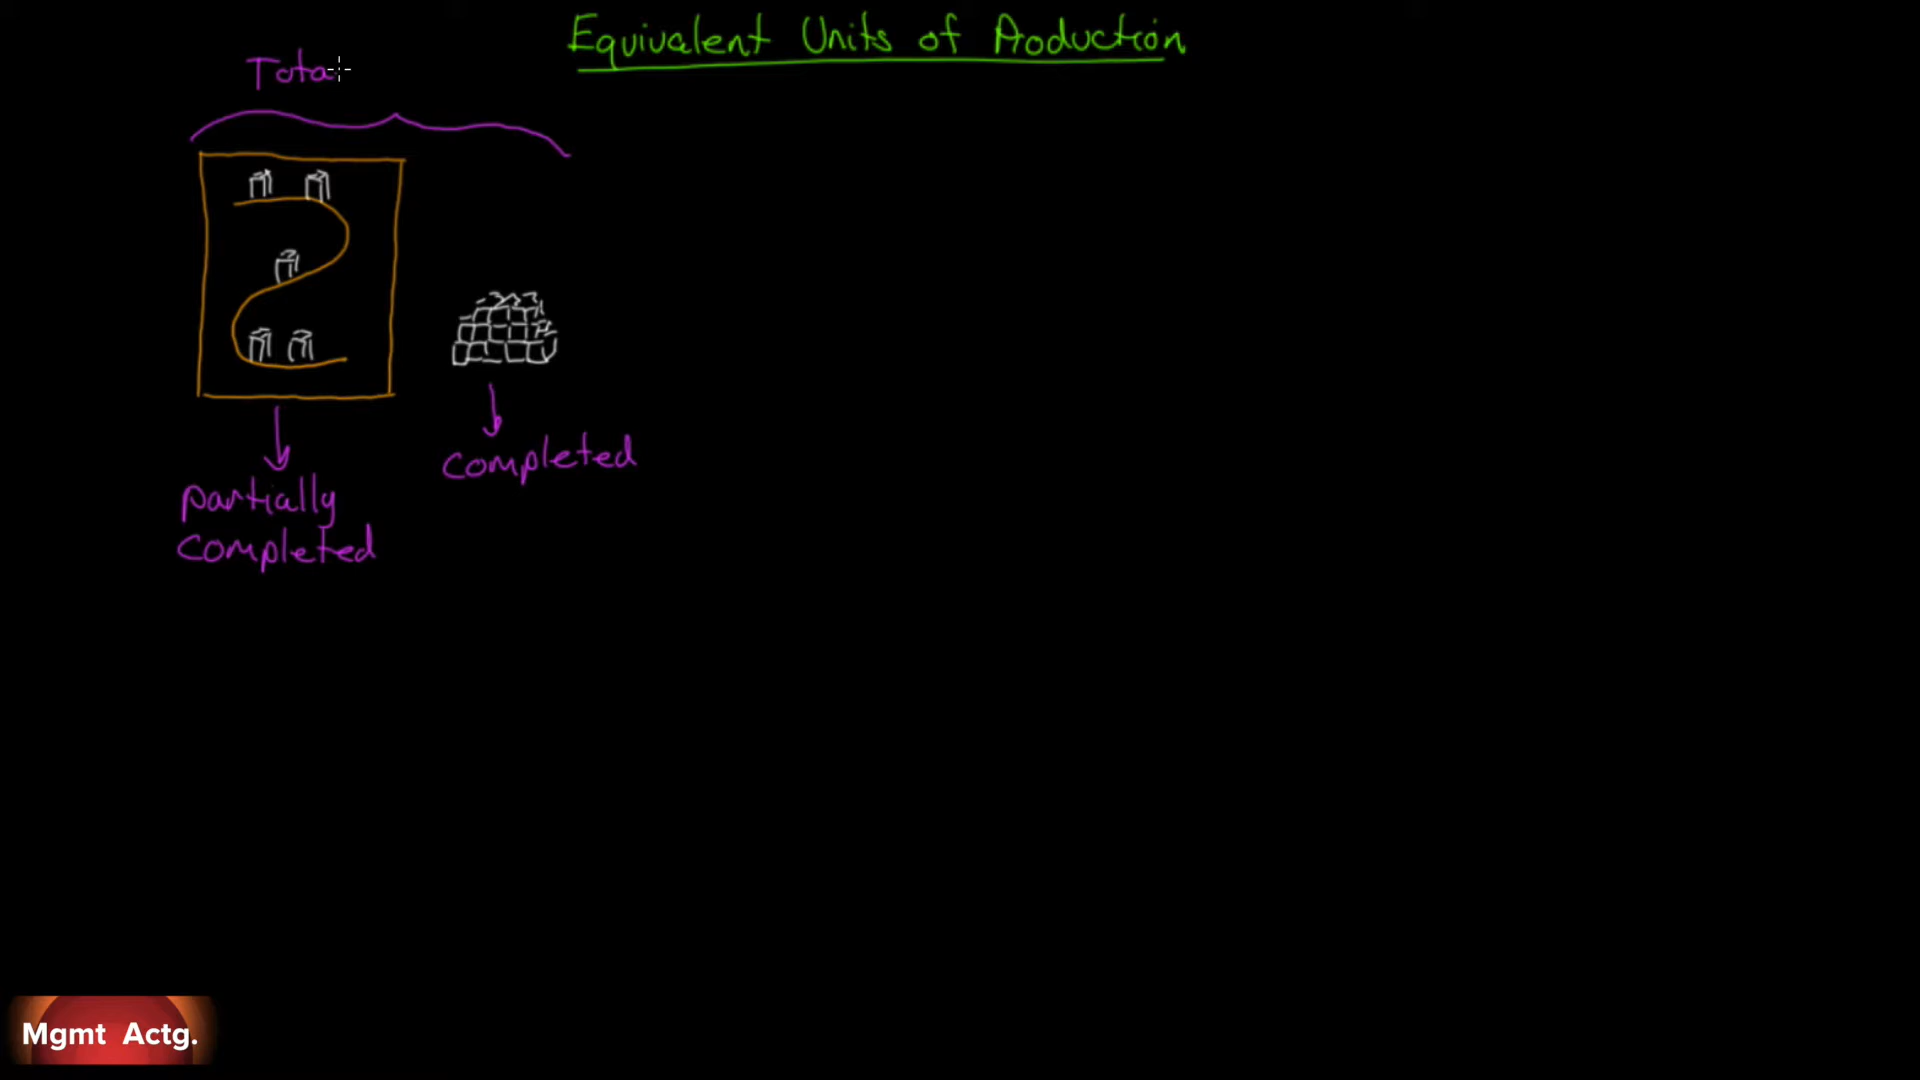 Equivalent Units of Production
Tota
partially
completed
completed
Mgmt Actg.